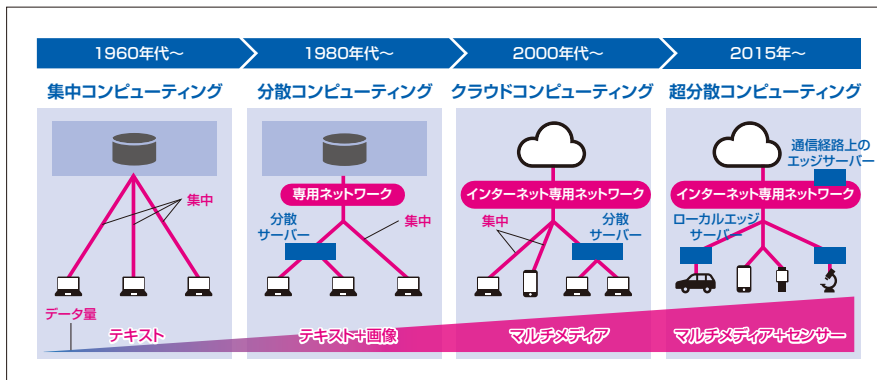 1960年代～
1980年代～
2000年代～
2015年～
集中コンピューティング
分散コンピューティング
クラウドコンピューティング
超分散コンピューティング
集中
専用ネットワーク
分散
サーバー
集中
インターネット専用ネットワーク
集中
分散
サーバー
通信経路上の
エッジサーバー
インターネット専用ネットワーク
ローカルエッジ
サーバー
データ量
テキスト
テキスト+画像
マルチメディア
マルチメディア+センサー